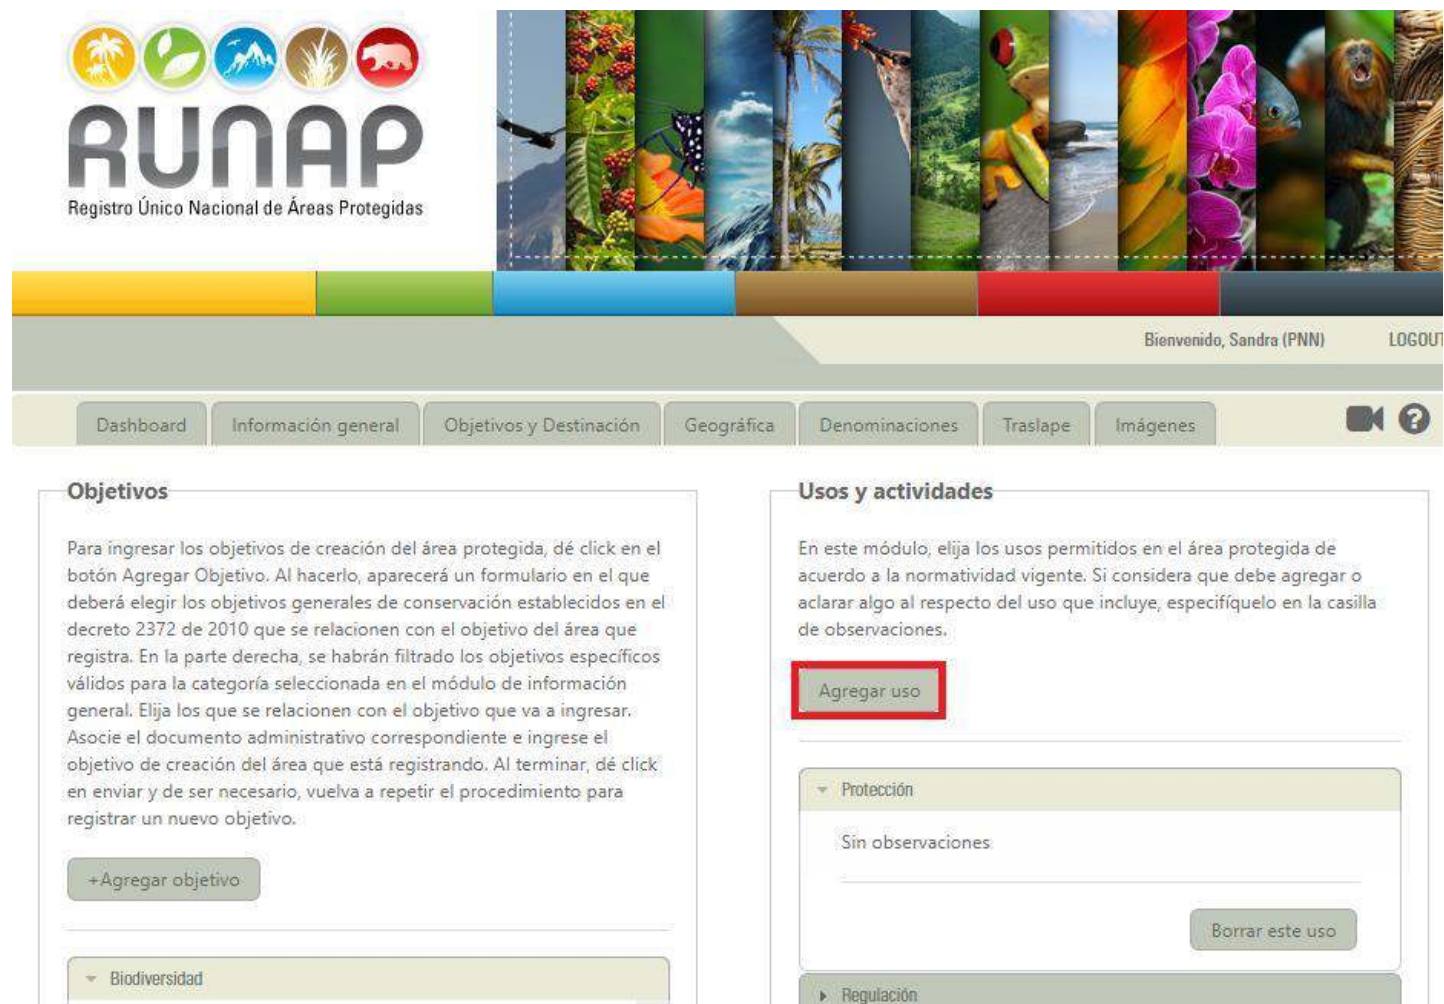 RUNAP
Registro Único Nacional de Áreas Protegidas
Bienvenido, Sandra (PNN)
LOGOUT
Dashboard
Información general
Objetivos y Destinación
Geográfica
Denominaciones
Traslape
Imágenes
?
Objetivos
Para ingresar los objetivos de creación del área protegida, dé click en el
botón Agregar Objetivo. Al hacerlo, aparecerá un formulario en el que
deberá elegir los objetivos generales de conservación establecidos en el
decreto 2372 de 2010 que se relacionen con el objetivo del área que
registra. En la parte derecha, se habrán filtrado los objetivos específicos
válidos para la categoría seleccionada en el módulo de información
general. Elija los que se relacionen con el objetivo que va a ingresar.
Asocie el documento administrativo correspondiente e ingrese el
objetivo de creación del área que está registrando. Al terminar, dé click
en enviar y de ser necesario, vuelva a repetir el procedimiento para
registrar un nuevo objetivo.
+Agregar objetivo
Biodiversidad
Usos y actividades
En este módulo, elija los usos permitidos en el área protegida de
acuerdo a la normatividad vigente. Si considera que debe agregar o
aclarar algo al respecto del uso que incluye, especifíquelo en la casilla
de observaciones.
Agregar uso
Protección
Sin observaciones
Borrar este uso
Regulación